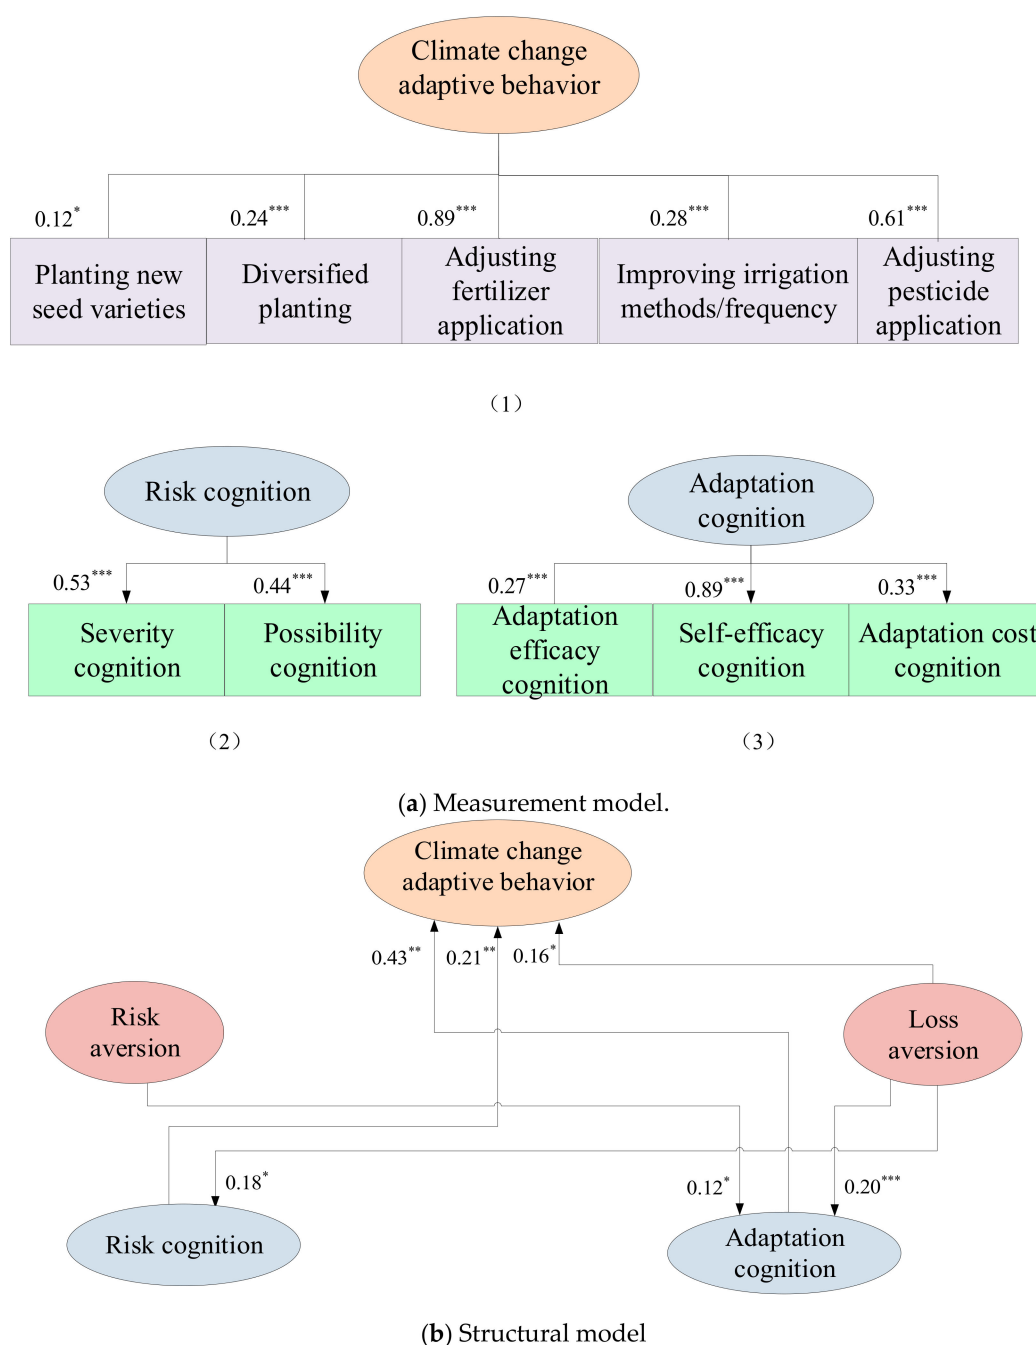 Climate change
adaptive behavior
0.12*
0.24***
0.89***
0.28***
0.61***
Planting new
seed varieties
Diversified
planting
Adjusting
fertilizer
application
Improving irrigation
methods/frequency
Adjusting
pesticide
application
（1）
Risk cognition
0.53***
0.44***
Severity
cognition
Possibility
cognition
（2）
Adaptation
cognition
0.27***
0.89***
0.33***
Adaptation
efficacy
cognition
Self-efficacy
cognition
Adaptation cost
cognition
（3）
(a) Measurement model.
Climate change
adaptive behavior
0.43**
0.21**
0.16*
Risk
aversion
Loss
aversion
0.18*
0.12*
0.20***
Risk cognition
Adaptation
cognition
(b) Structural model